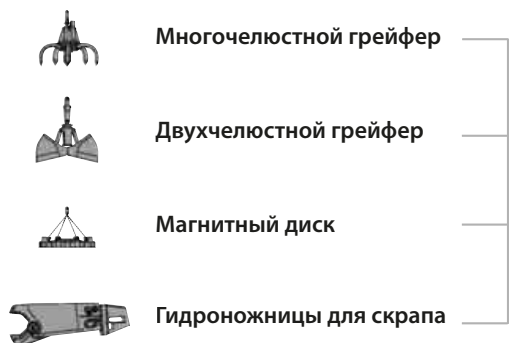 Многочелюстной грейфер
Двухчелюстной грейфер
Магнитный диск
Гидроножницы для скрапа